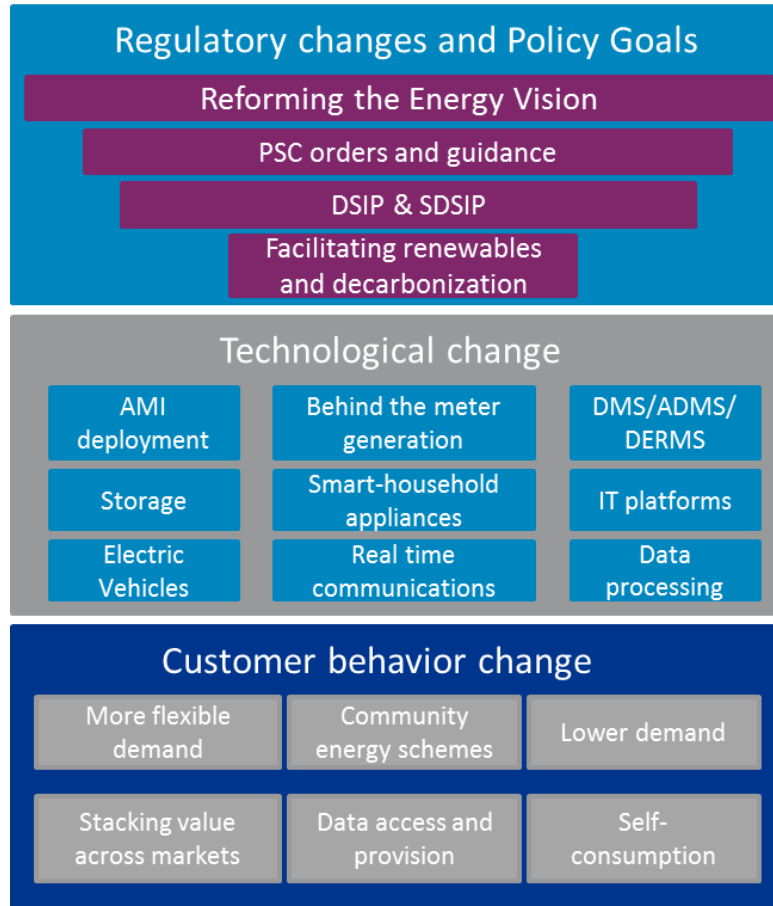 Regulatory changes and Policy Goals
Reforming the Energy Vision
PSC orders and guidance
DSIP & SDSIP
Facilitating renewables
and decarbonization
Technological change
AMI
deployment
Behind the meter
generation
DMS/ADMS/
DERMS
Storage
Smart-household
appliances
IT platforms
Electric
Vehicles
Real time
communications
Data
processing
Customer behavior change
More flexible
demand
Community
energy schemes
Lower demand
Stacking value
across markets
Data access and
provision
Self-
consumption